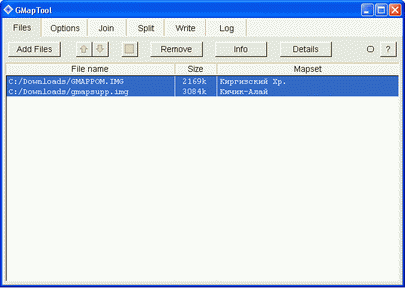 GMapTool
Files Options Join Split Write Log
Add Files Remove Info Details ?
File name Size Mapset
C:/Downloads/GMAPPOM.IMG 2169k Киргизский Хр.
C:/Downloads/gmapsupp.img 3084k Кичик-Алай